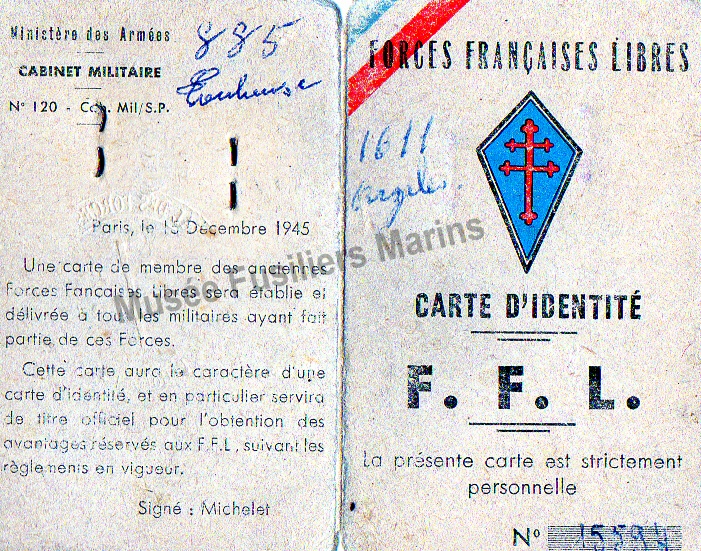 Ministère des Armées
CABINET MILITAIRE
N° 120 - Mil/S.P.
885
Toulouse
Paris, le 15 Décembre 1945
Une carte de membre des anciennes
Forces Fançaises Libres sera établie et
délivrée à tous les militaires ayant fait
partie de ces Forces.
Cette carte aura le caractère d'une
carte d'identité, et en particulier servira
de titre officiel pour l'obtention des
avantages réservés aux F.F.L, suivant les
règlements en vigueur.
Signé : Michelet
FORCES FRANÇAISES LIBRES
1611
CARTE D'IDENTITÉ
F. F. L.
La présente carte est strictement
personnelle
N° 15594
Musée Fusiliers Marins